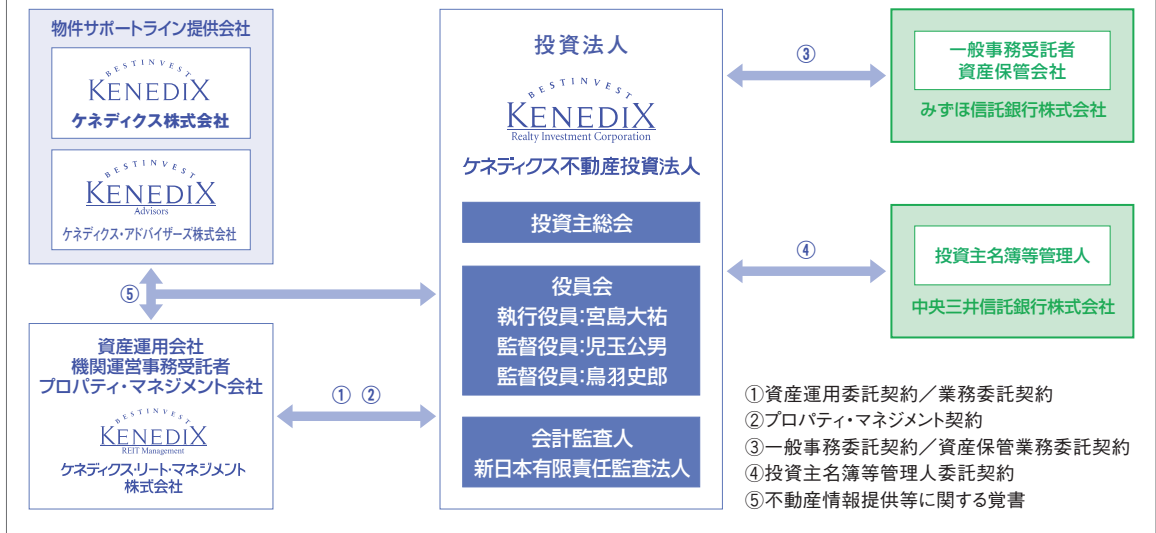 物件サポートライン提供会社
BESTINVEST
KENEDIX
ケネディクス株式会社
BESTINVEST
KENEDIX
Advisors
ケネディクス・アドバイザーズ株式会社
⑤
資産運用会社
機関運営事務受託者
プロパティ・マネジメント会社
BESTINVEST
KENEDIX
REIT Management
ケネディクス・リート・マネジメント
株式会社
① ②
投資法人
BESTINVEST
KENEDIX
Realty Investment Corporation
ケネディクス不動産投資法人
投資主総会
役員会
執行役員:宮島大祐
監督役員:児玉公男
監督役員:鳥羽史郎
会計監査人
新日本有限責任監査法人
③
一般事務受託者
資産保管会社
みずほ信託銀行株式会社
④
投資主名簿等管理人
中央三井信託銀行株式会社
①資産運用委託契約／業務委託契約
②プロパティ・マネジメント契約
③一般事務委託契約／資産保管業務委託契約
④投資主名簿等管理人委託契約
⑤不動産情報提供等に関する覚書